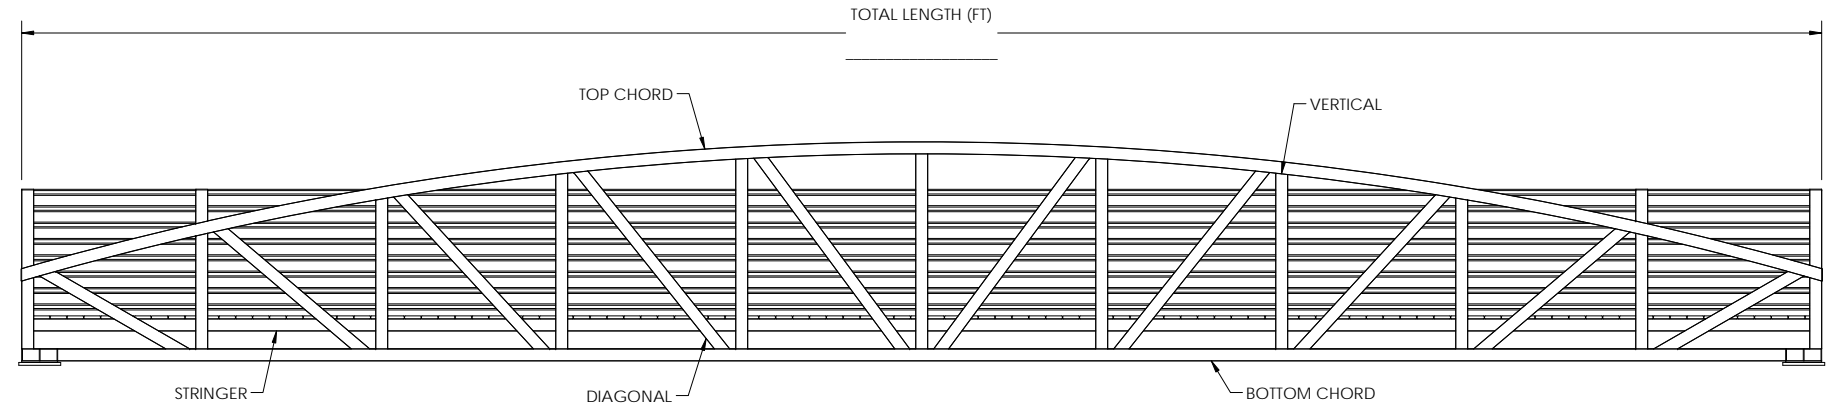 TOTAL LENGTH (FT)
TOP CHORD
VERTICAL
STRINGER
DIAGONAL
BOTTOM CHORD